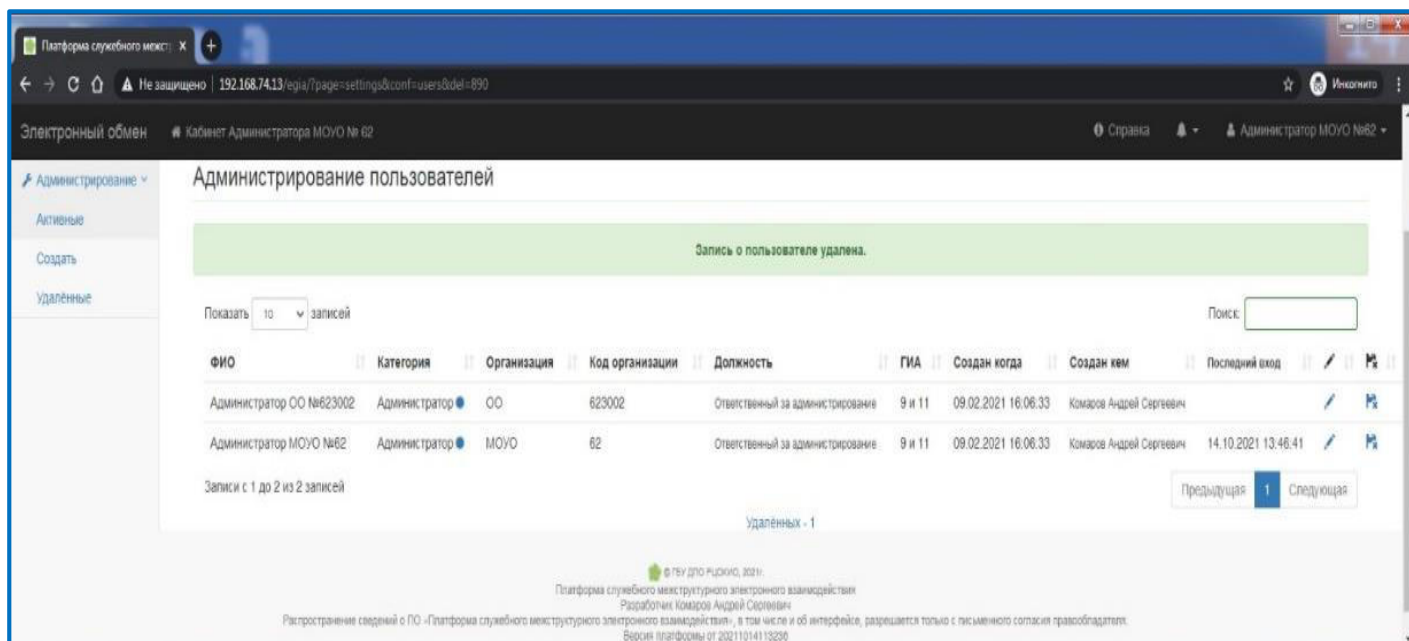 Платформа служебного межст
Не защищено | 192.168.74.13/egia/?page=settings&conf=users&del=890
Инкогнито
Электронный обмен
Кабинет Администратора МОУО № 62
Справка
Администратор МОУО №62
Администрирование
Активные
Создать
Удалённые
Администрирование пользователей
Запись о пользователе удалена.
Показать 10 записей
Поиск:
ФИО Категория Организация Код организации Должность ГИА Создан когда Создан кем Последний вход
Администратор ОО №623002 Администратор ОО 623002 Ответственный за администрирование 9 и 11 09.02.2021 16:06:33 Комаров Андрей Сергеевич
Администратор МОУО №62 Администратор МОУО 62 Ответственный за администрирование 9 и 11 09.02.2021 16:06:33 Комаров Андрей Сергеевич 14.10.2021 13:46:41
Записи с 1 до 2 из 2 записей
Предыдущая 1 Следующая
Удалённых - 1
© ГБУ ДПО РЦОКИО, 2021г.
Платформа служебного межструктурного электронного взаимодействия
Разработчик Комаров Андрей Сергеевич
Распространение сведений о ПО «Платформа служебного межструктурного электронного взаимодействия», в том числе и об интерфейсе, разрешается только с письменного согласия правообладателя.
Версия платформы от 20211014113236